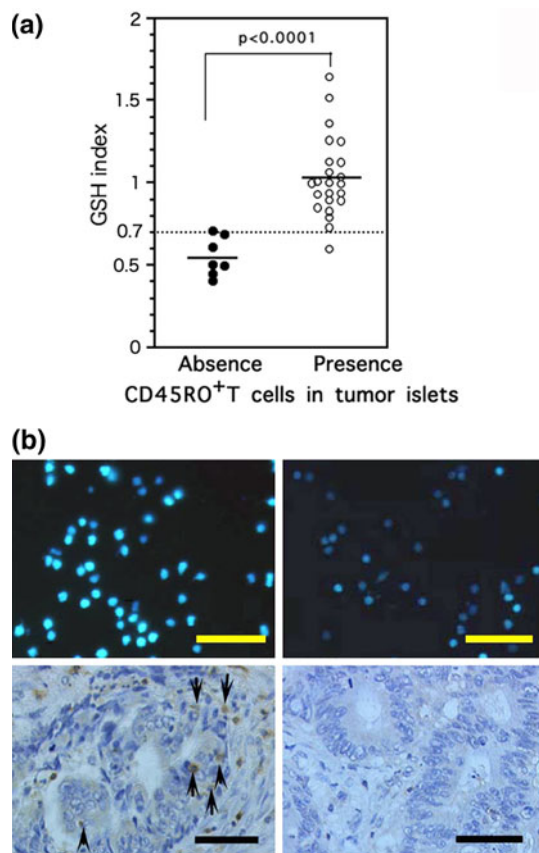 (a)
p<0.0001
2
1.5
1
0.7
0.5
0
GSH index
Absence Presence
CD45RO+T cells in tumor islets
(b)